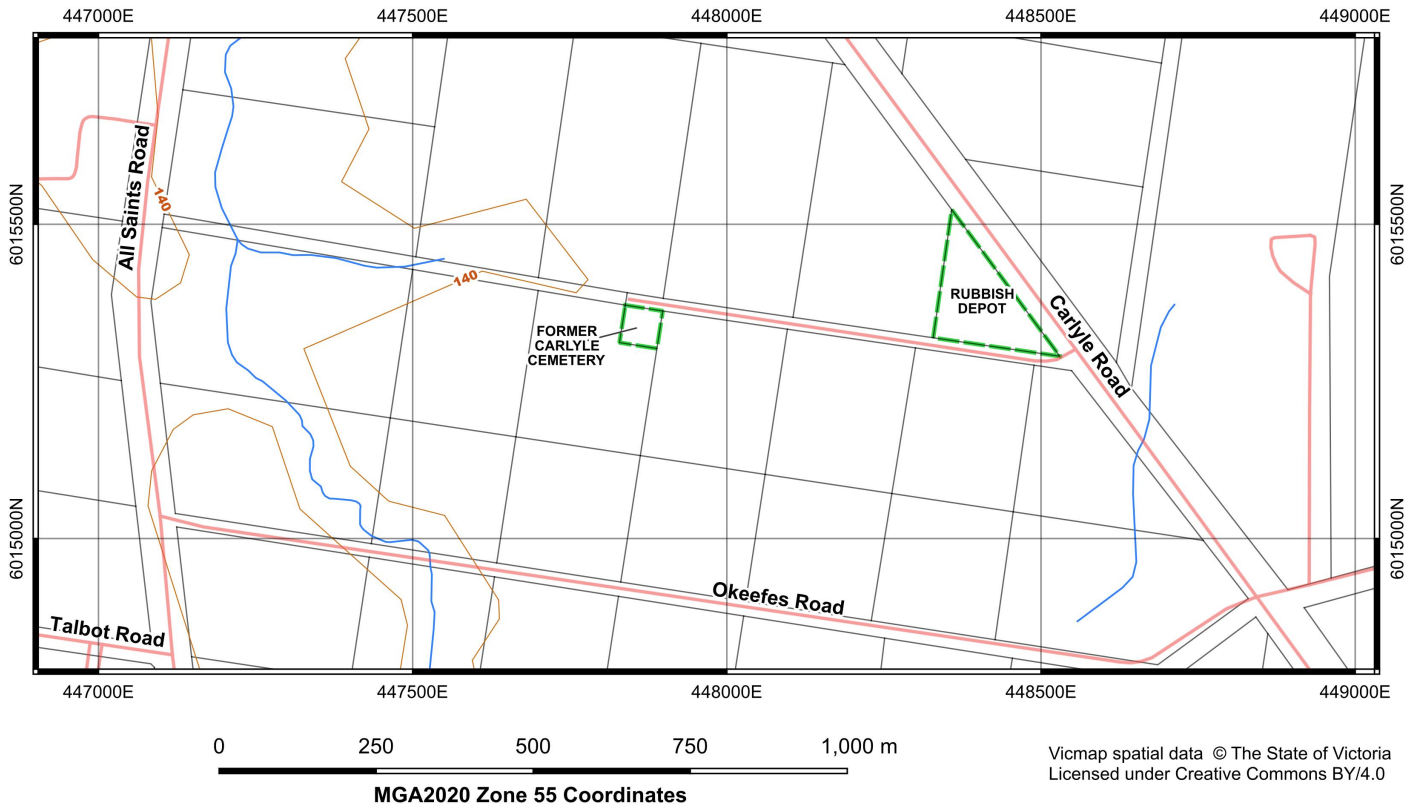 447000E 447500E 448000E 448500E 449000E
6015500N
6015500N
All Saints Road
140
140
RUBBISH
DEPOT
Carlyle Road
FORMER
CARLYLE
CEMETERY
6015000N
6015000N
Okeefes Road
Talbot Road
447000E 447500E 448000E 448500E 449000E
0 250 500 750 1,000 m
MGA2020 Zone 55 Coordinates
Vicmap spatial data © The State of Victoria
Licensed under Creative Commons BY/4.0